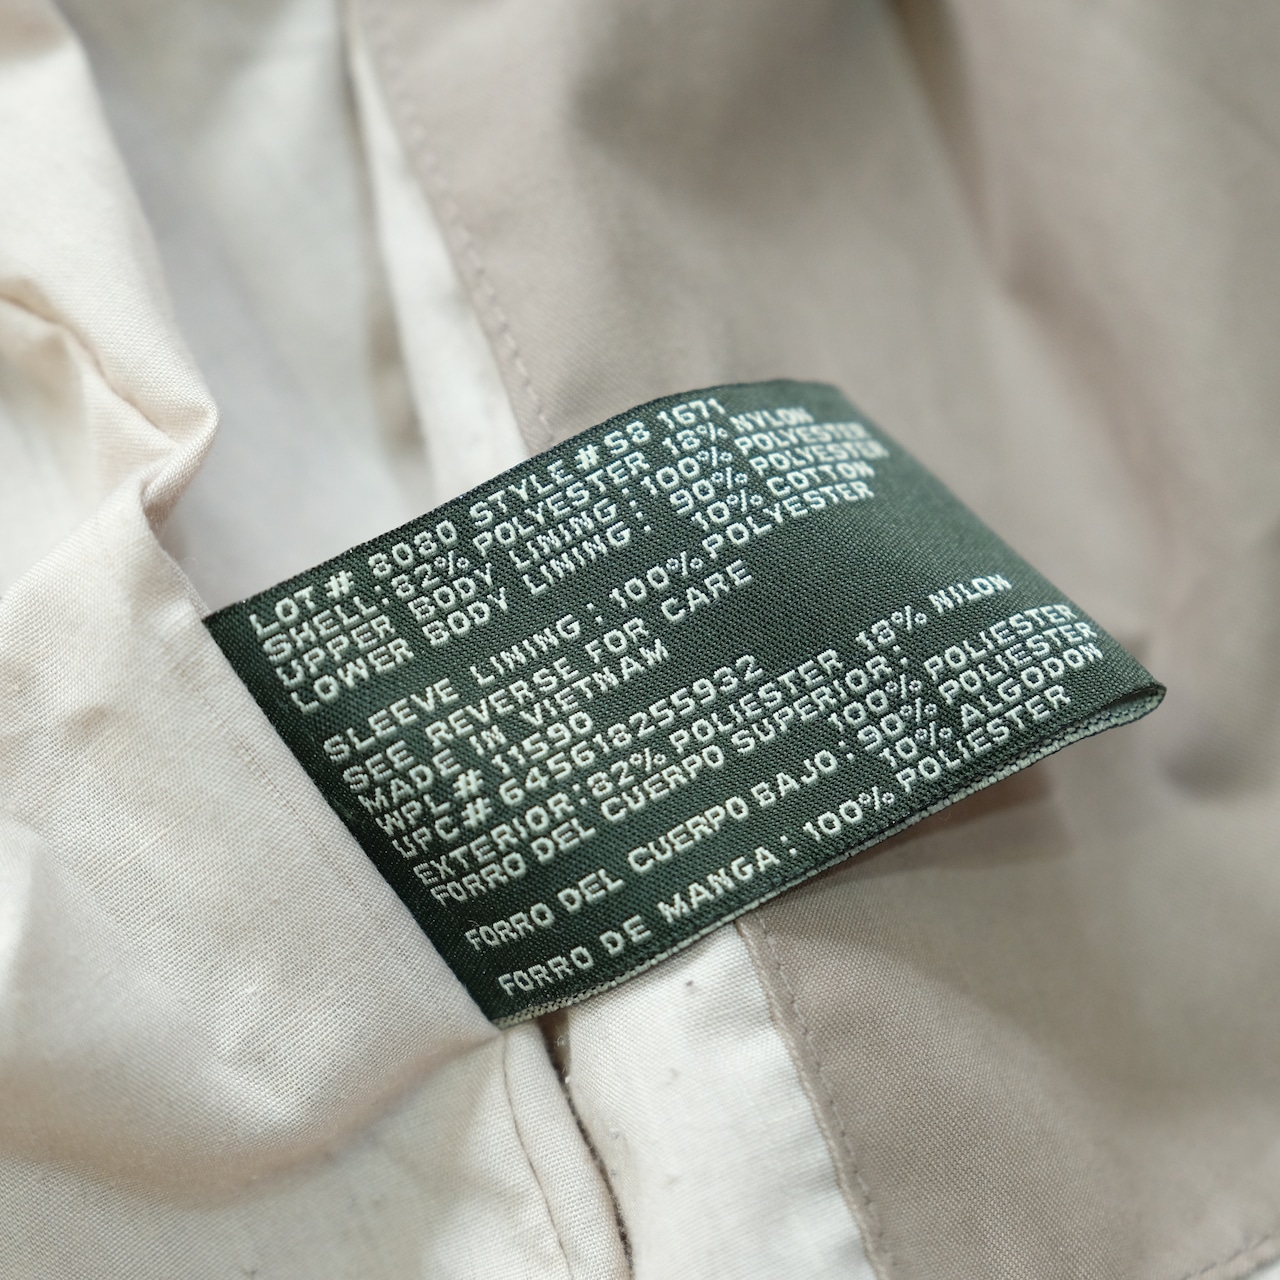 LOT # 8080 STYLE # S8 1671
SHELL: 82% POLYESTER 18% NYLON
UPPER BODY LINING : 100% POLYESTER
LOWER BODY LINING : 90% POLYESTER
10% COTTON
SLEEVE LINING : 100% POLYESTER
SEE REVERSE FOR CARE
MADE IN VIETNAM
WPL# 11590
UPC# 645618255932
EXTERIOR: 82% POLIESTER 18% NILON
FORRO DEL CUERPO SUPERIOR:
100% POLIESTER
FORRO DEL CUERPO BAJO : 90% POLIESTER
10% ALGODON
FORRO DE MANGA : 100% POLIESTER